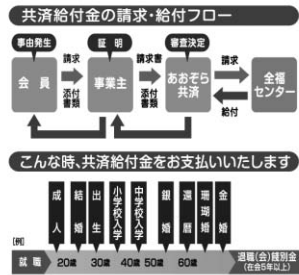 共済給付金の請求・給付フロー
事由発生
証明
審査決定
会員
請求
添付書類
事業主
請求書
添付書類
あおぞら共済
請求
給付
全福センター
こんな時、共済給付金をお支払いいたします
成人
結婚
出生
小学校入学
中学校入学
銀婚
還暦
珊瑚婚
金婚
[例]
就職
20歳
30歳
40歳
50歳
60歳
退職(会)餞別金
(在会5年以上)